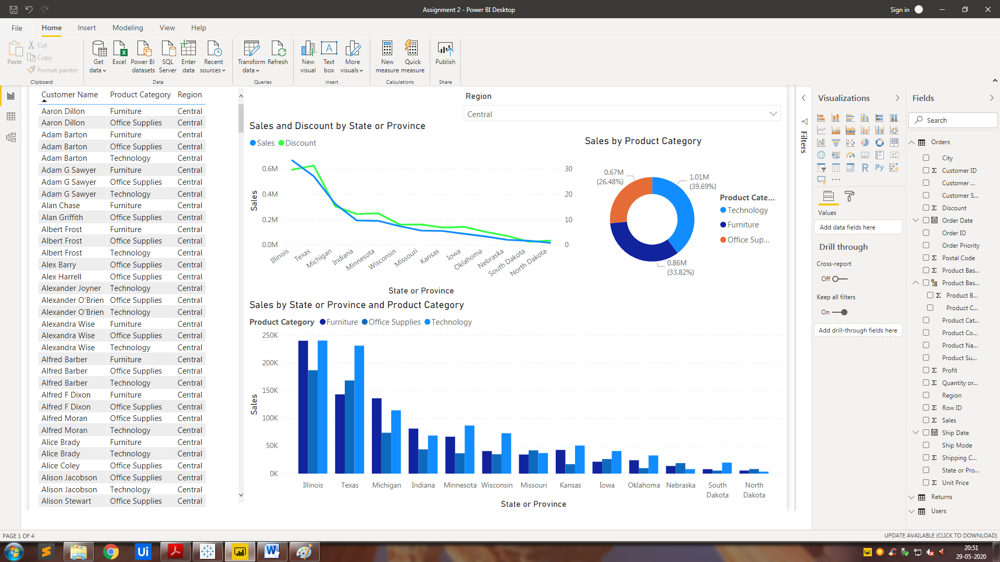 Assignment 2 - Power BI Desktop
Sign in
File Home Insert Modeling View Help
Paste
Cut
Copy
Format painter
Clipboard
Get data
Excel
Power BI datasets
SQL Server
Enter data
Recent sources
Data
Transform data
Refresh
Queries
New visual
Text box
More visuals
Insert
New measure
Quick measure
Calculations
Publish
Share
Customer Name Product Category Region
Aaron Dillon Furniture Central
Aaron Dillon Office Supplies Central
Adam Barton Furniture Central
Adam Barton Office Supplies Central
Adam Barton Technology Central
Adam G Sawyer Furniture Central
Adam G Sawyer Office Supplies Central
Adam G Sawyer Technology Central
Alan Chase Furniture Central
Alan Griffith Office Supplies Central
Albert Frost Furniture Central
Albert Frost Office Supplies Central
Albert Frost Technology Central
Alex Barry Office Supplies Central
Alex Harrell Office Supplies Central
Alexander Joyner Technology Central
Alexander O'Brien Office Supplies Central
Alexander O'Brien Technology Central
Alexandra Wise Furniture Central
Alexandra Wise Office Supplies Central
Alexandra Wise Technology Central
Alfred Barber Furniture Central
Alfred Barber Office Supplies Central
Alfred Barber Technology Central
Alfred F Dixon Furniture Central
Alfred F Dixon Office Supplies Central
Alfred Moran Office Supplies Central
Alfred Moran Technology Central
Alice Brady Furniture Central
Alice Brady Technology Central
Alice Coley Office Supplies Central
Alison Jacobson Office Supplies Central
Alison Jacobson Technology Central
Alison Stewart Office Supplies Central
Region
Central
Sales and Discount by State or Province
Sales Discount
0.6M
0.4M
0.2M
0.0M
Sales
30
20
10
0
Illinois
Texas
Michigan
Indiana
Minnesota
Wisconsin
Missouri
Kansas
Iowa
Oklahoma
Nebraska
South Dakota
North Dakota
State or Province
Sales by Product Category
0.67M
(26.48%)
1.01M
(39.69%)
0.86M
(33.82%)
Product Cate...
Technology
Furniture
Office Sup...
Sales by State or Province and Product Category
Product Category Furniture Office Supplies Technology
250K
200K
150K
100K
50K
0K
Sales
Illinois
Texas
Michigan
Indiana
Minnesota
Wisconsin
Missouri
Kansas
Iowa
Oklahoma
Nebraska
South Dakota
North Dakota
State or Province
Filters
Visualizations
R
Py
...
Values
Add data fields here
Drill through
Cross-report
Off
Keep all filters
On
Add drill-through fields here
Fields
Search
Orders
City
Σ Customer ID
Customer ...
Customer S...
Σ Discount
Order Date
Order ID
Order Priority
Σ Postal Code
Σ Product Bas...
Product Bas...
Σ Product B...
Product C...
Product Cat...
Product Co...
Product Na...
Product Su...
Σ Profit
Σ Quantity or...
Region
Σ Row ID
Σ Sales
Ship Date
Ship Mode
Σ Shipping C...
State or Pro...
Σ Unit Price
Returns
Users
PAGE 1 OF 4
UPDATE AVAILABLE (CLICK TO DOWNLOAD)
Ui
20:51
29-05-2020